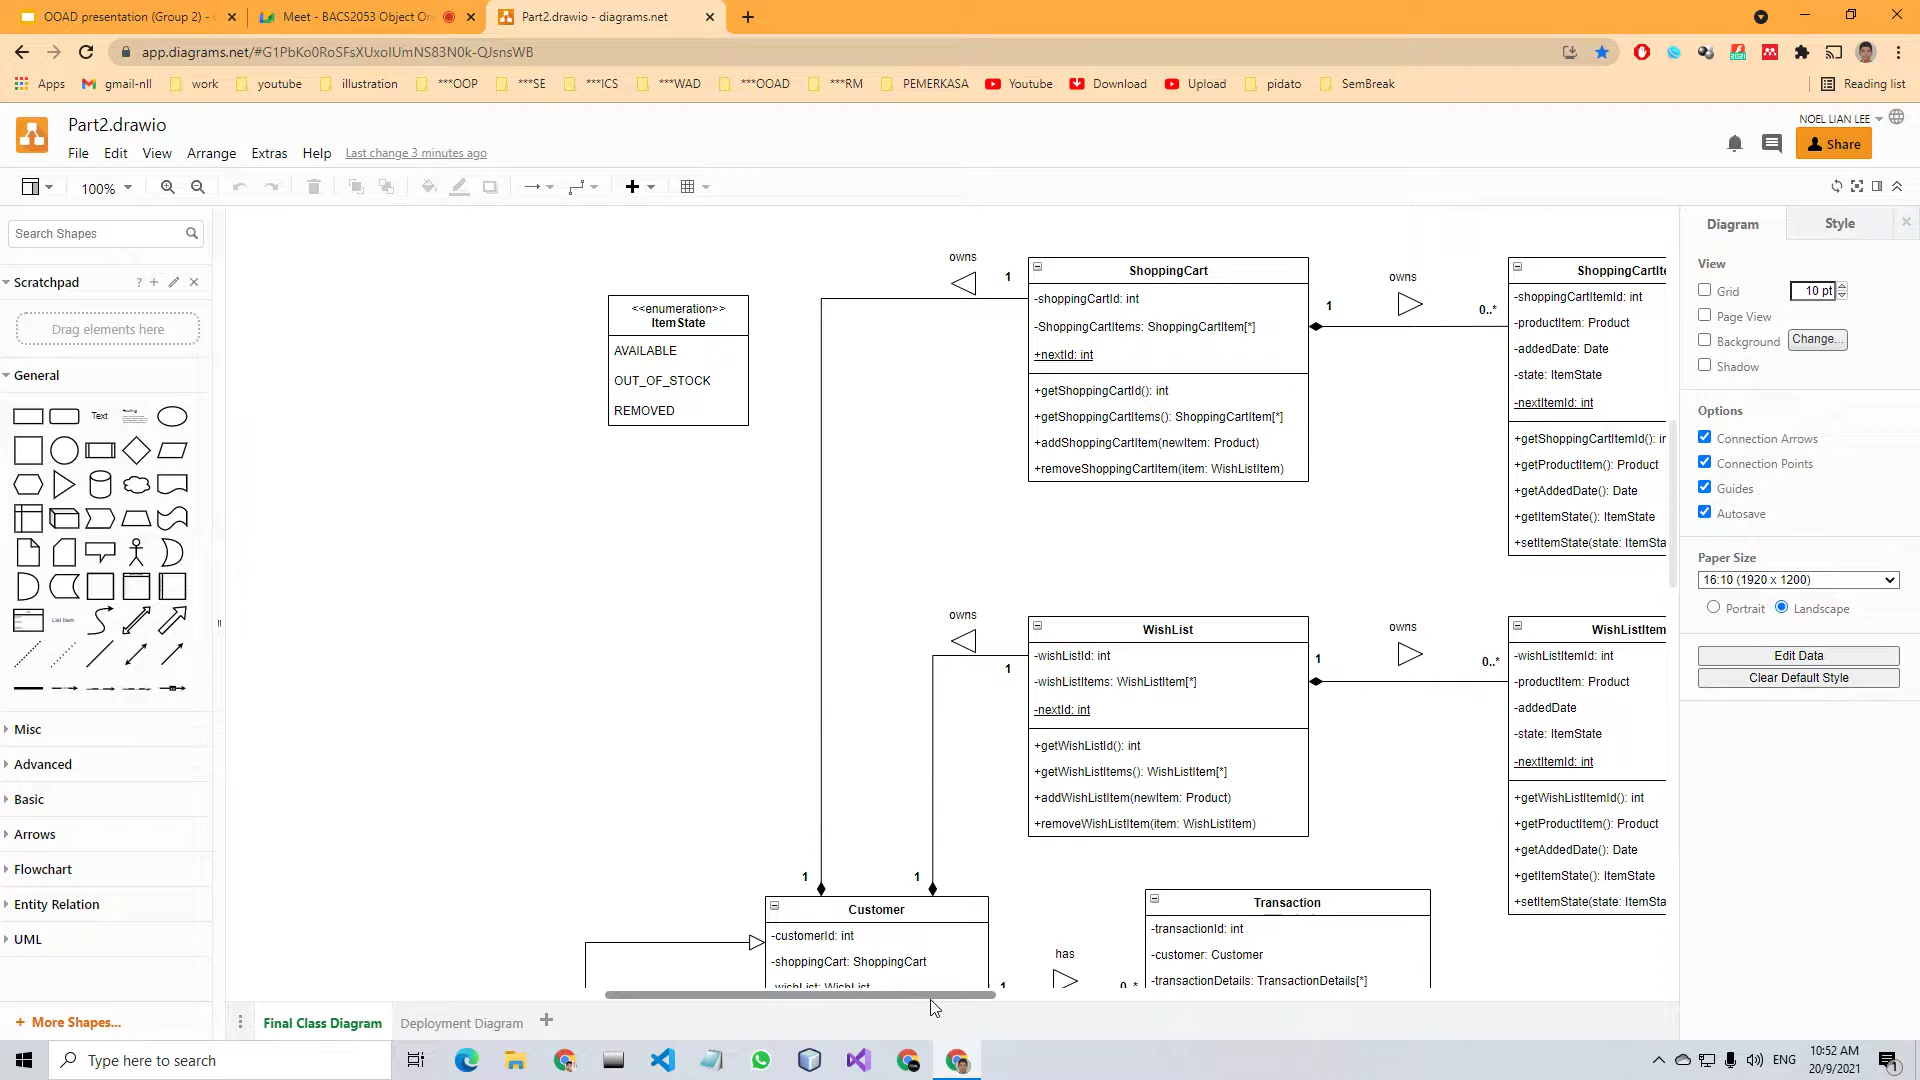 OOAD presentation (Group 2) -
Meet - BACS2053 Object Or
Part2.drawio - diagrams.net
app.diagrams.net/#G1PbKo0RoSFsXUxoIUmNS83N0k-QJsnsWB
Apps
gmail-nll
work
youtube
illustration
***OOP
***SE
***ICS
***WAD
***OOAD
***RM
PEMERKASA
Youtube
Download
Upload
pidato
SemBreak
Reading list
Part2.drawio
NOEL LIAN LEE
File Edit View Arrange Extras Help Last change 3 minutes ago
Share
100%
Search Shapes
Scratchpad
?
Drag elements here
General
Text
Heading
List Item
Misc
Advanced
Basic
Arrows
Flowchart
Entity Relation
UML
+ More Shapes...
<<enumeration>>
ItemState
AVAILABLE
OUT_OF_STOCK
REMOVED
owns
1
ShoppingCart
-shoppingCartId: int
-ShoppingCartItems: ShoppingCartItem[*]
+nextId: int
+getShoppingCartId(): int
+getShoppingCartItems(): ShoppingCartItem[*]
+addShoppingCartItem(newItem: Product)
+removeShoppingCartItem(item: WishListItem)
owns
1
0..*
ShoppingCartIte
-shoppingCartItemId: int
-productItem: Product
-addedDate: Date
-state: ItemState
-nextItemId: int
+getShoppingCartItemId(): in
+getProductItem(): Product
+getAddedDate(): Date
+getItemState(): ItemState
+setItemState(state: ItemSta
owns
1
WishList
-wishListId: int
-wishListItems: WishListItem[*]
-nextId: int
+getWishListId(): int
+getWishListItems(): WishListItem[*]
+addWishListItem(newItem: Product)
+removeWishListItem(item: WishListItem)
owns
1
0..*
WishListItem
-wishListItemId: int
-productItem: Product
-addedDate
-state: ItemState
-nextItemId: int
+getWishListItemId(): int
+getProductItem(): Product
+getAddedDate(): Date
+getItemState(): ItemState
+setItemState(state: ItemSta
1
1
Customer
-customerId: int
-shoppingCart: ShoppingCart
-wishList: WishList
has
1
0..*
Transaction
-transactionId: int
-customer: Customer
-transactionDetails: TransactionDetails[*]
Diagram
Style
View
Grid
10 pt
Page View
Background
Change...
Shadow
Options
Connection Arrows
Connection Points
Guides
Autosave
Paper Size
16:10 (1920 x 1200)
Portrait
Landscape
Edit Data
Clear Default Style
Final Class Diagram
Deployment Diagram
Type here to search
ENG
10:52 AM
20/9/2021
1